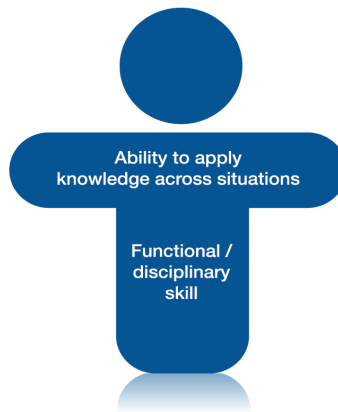 Ability to apply
knowledge across situations
Functional /
disciplinary
skill